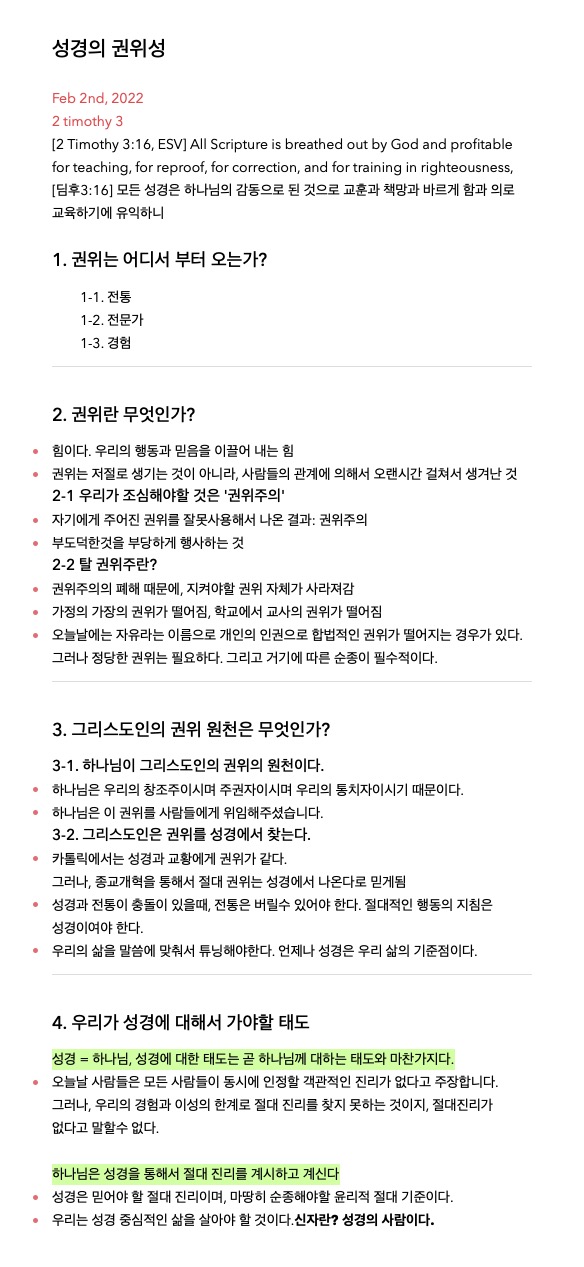 성경의 권위성
Feb 2nd, 2022
2 timothy 3
[2 Timothy 3:16, ESV] All Scripture is breathed out by God and profitable
for teaching, for reproof, for correction, and for training in righteousness,
[딤후3:16] 모든 성경은 하나님의 감동으로 된 것으로 교훈과 책망과 바르게 함과 의로
교육하기에 유익하니
1. 권위는 어디서 부터 오는가?
1-1. 전통
1-2. 전문가
1-3. 경험
2. 권위란 무엇인가?
• 힘이다. 우리의 행동과 믿음을 이끌어 내는 힘
• 권위는 저절로 생기는 것이 아니라, 사람들의 관계에 의해서 오랜시간 걸쳐서 생겨난 것
2-1 우리가 조심해야할 것은 '권위주의'
• 자기에게 주어진 권위를 잘못사용해서 나온 결과: 권위주의
• 부도덕한것을 부당하게 행사하는 것
2-2 탈 권위주란?
• 권위주의의 폐해 때문에, 지켜야할 권위 자체가 사라져감
• 가정의 가장의 권위가 떨어짐, 학교에서 교사의 권위가 떨어짐
• 오늘날에는 자유라는 이름으로 개인의 인권으로 합법적인 권위가 떨어지는 경우가 있다.
그러나 정당한 권위는 필요하다. 그리고 거기에 따른 순종이 필수적이다.
3. 그리스도인의 권위 원천은 무엇인가?
3-1. 하나님이 그리스도인의 권위의 원천이다.
• 하나님은 우리의 창조주이시며 주권자이시며 우리의 통치자이시기 때문이다.
• 하나님은 이 권위를 사람들에게 위임해주셨습니다.
3-2. 그리스도인은 권위를 성경에서 찾는다.
• 카톨릭에서는 성경과 교황에게 권위가 같다.
그러나, 종교개혁을 통해서 절대 권위는 성경에서 나온다로 믿게됨
• 성경과 전통이 충돌이 있을때, 전통은 버릴수 있어야 한다. 절대적인 행동의 지침은
성경이여야 한다.
• 우리의 삶을 말씀에 맞춰서 튜닝해야한다. 언제나 성경은 우리 삶의 기준점이다.
4. 우리가 성경에 대해서 가야할 태도
성경 = 하나님, 성경에 대한 태도는 곧 하나님께 대하는 태도와 마찬가지다.
• 오늘날 사람들은 모든 사람들이 동시에 인정할 객관적인 진리가 없다고 주장합니다.
그러나, 우리의 경험과 이성의 한계로 절대 진리를 찾지 못하는 것이지, 절대진리가
없다고 말할수 없다.
하나님은 성경을 통해서 절대 진리를 계시하고 계신다
• 성경은 믿어야 할 절대 진리이며, 마땅히 순종해야할 윤리적 절대 기준이다.
• 우리는 성경 중심적인 삶을 살아야 할 것이다.신자란? 성경의 사람이다.